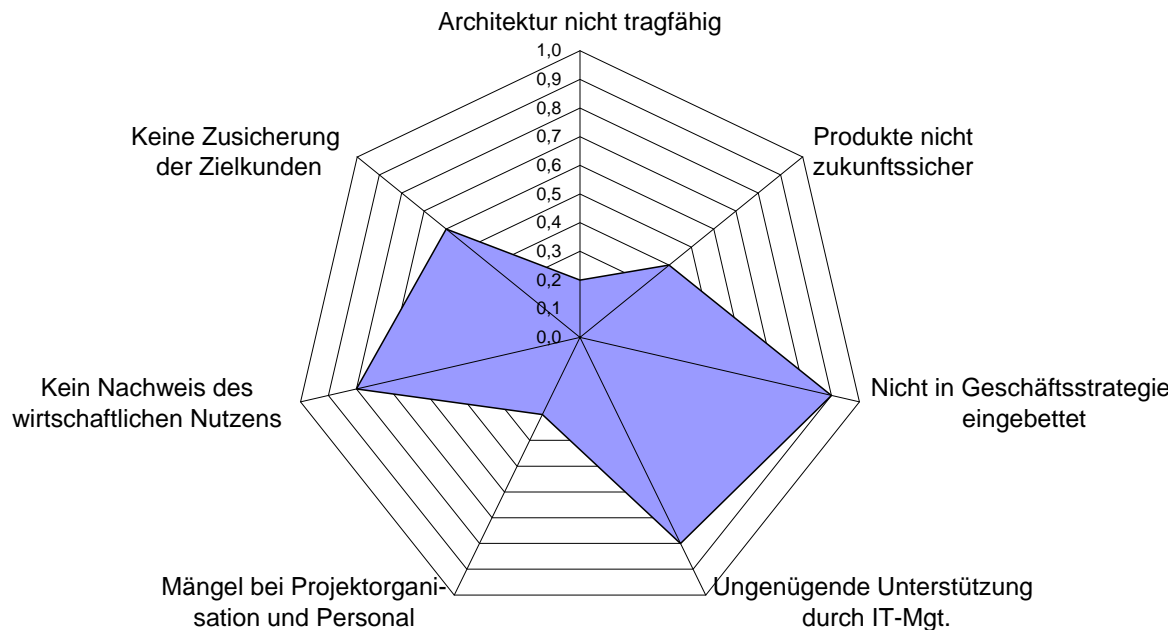 Architektur nicht tragfähig
1,0
0,9
0,8
0,7
0,6
0,5
0,4
0,3
0,2
0,1
0,0
Keine Zusicherung
der Zielkunden
Produkte nicht
zukunftssicher
Kein Nachweis des
wirtschaftlichen Nutzens
Nicht in Geschäftsstrategie
eingebettet
Mängel bei Projektorgani-
sation und Personal
Ungenügende Unterstützung
durch IT-Mgt.